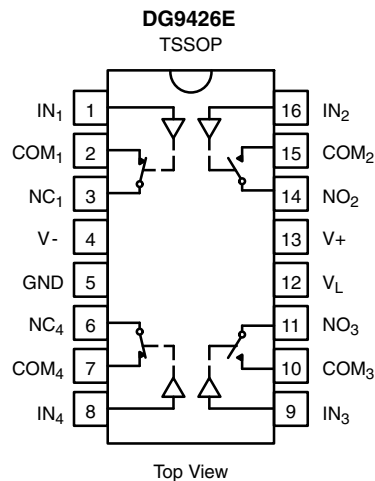 DG9426E
TSSOP
IN1 1 16 IN2
COM1 2 15 COM2
NC1 3 14 NO2
V- 4 13 V+
GND 5 12 VL
NC4 6 11 NO3
COM4 7 10 COM3
IN4 8 9 IN3
Top View